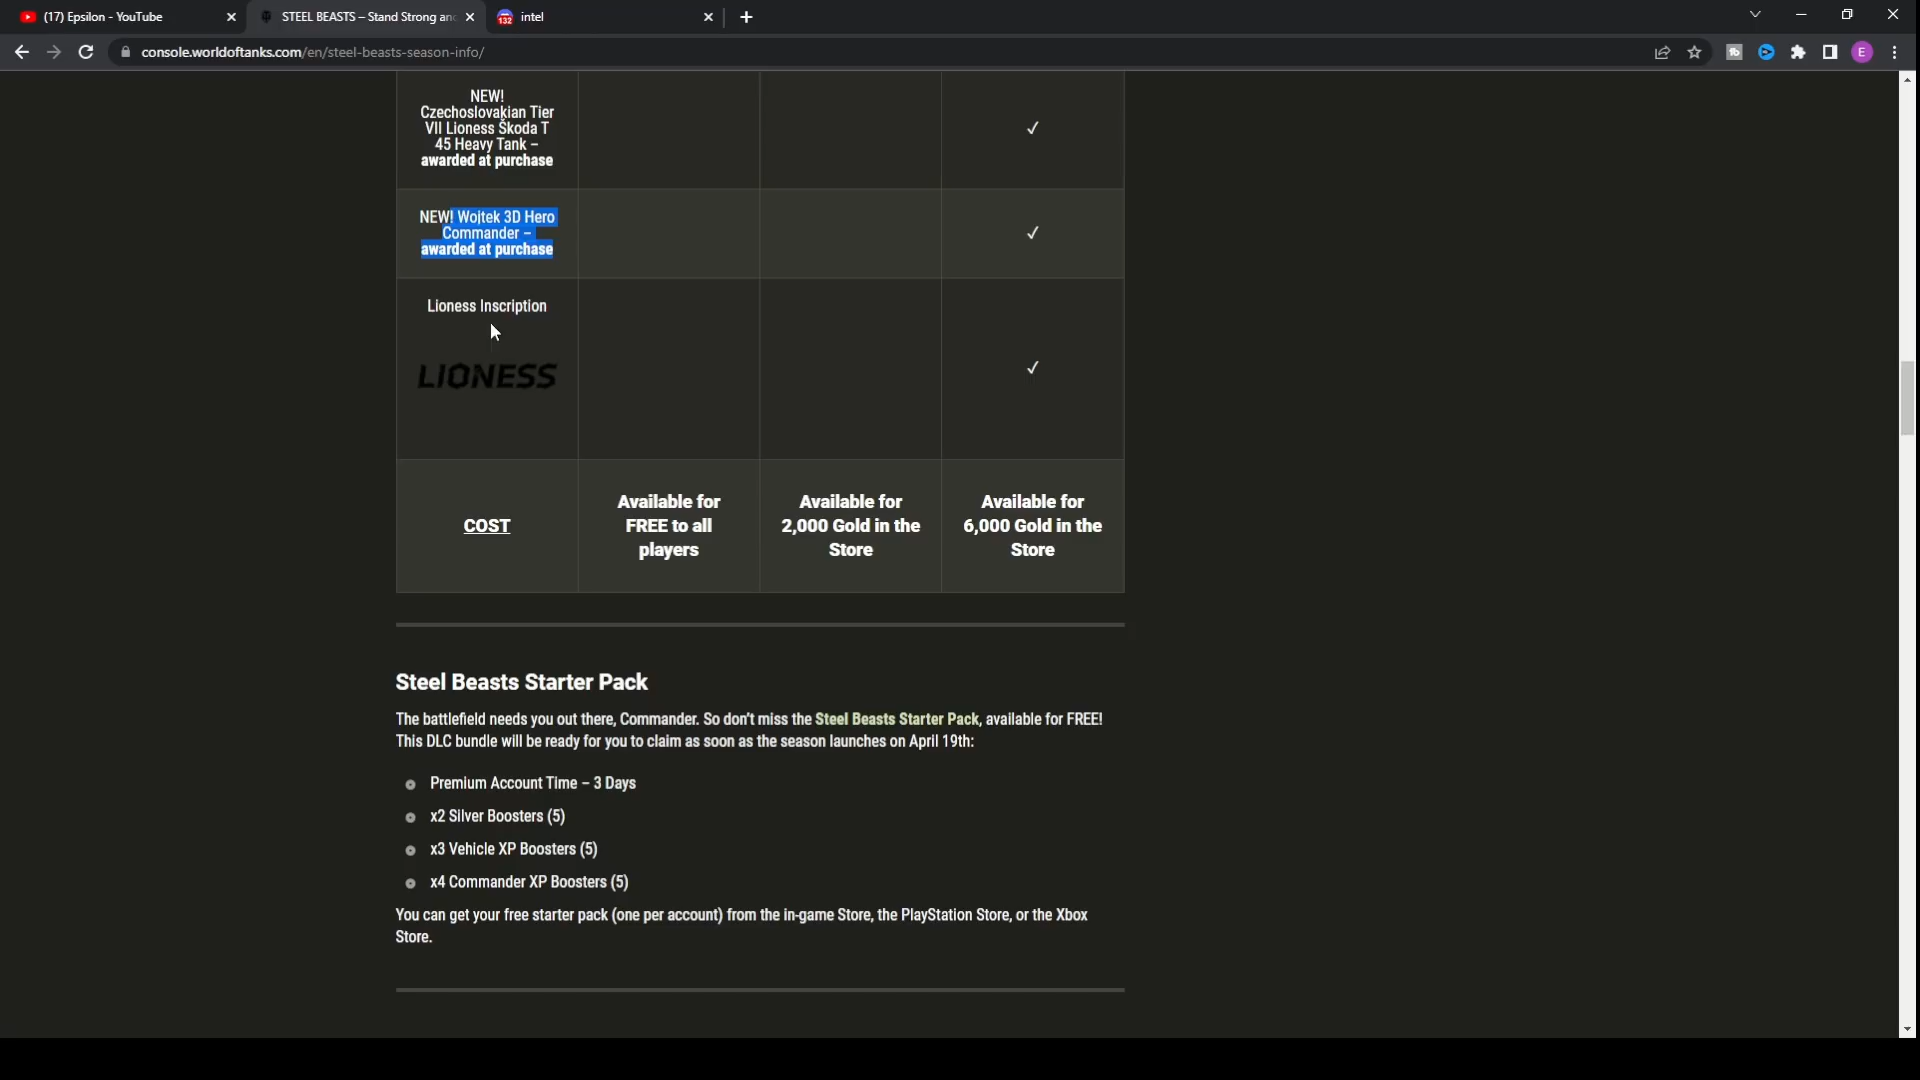 (17) Epsilon - YouTube
STEEL BEASTS – Stand Strong and
132
intel
console.worldoftanks.com/en/steel-beasts-season-info/
tb
E
NEW!
Czechoslovakian Tier
VII Lioness Škoda T
45 Heavy Tank –
awarded at purchase
NEW! Wojtek 3D Hero
Commander –
awarded at purchase
Lioness Inscription
LIONESS
COST
Available for
FREE to all
players
Available for
2,000 Gold in the
Store
Available for
6,000 Gold in the
Store
Steel Beasts Starter Pack
The battlefield needs you out there, Commander. So don't miss the Steel Beasts Starter Pack, available for FREE!
This DLC bundle will be ready for you to claim as soon as the season launches on April 19th:
Premium Account Time – 3 Days
x2 Silver Boosters (5)
x3 Vehicle XP Boosters (5)
x4 Commander XP Boosters (5)
You can get your free starter pack (one per account) from the in-game Store, the PlayStation Store, or the Xbox
Store.